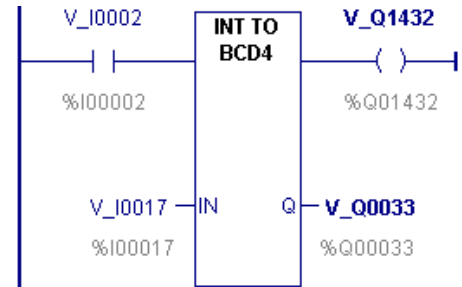 V_I0002
INT TO
BCD4
V_Q1432
%I00002
%Q01432
V_I0017
IN
Q
V_Q0033
%I00017
%Q00033